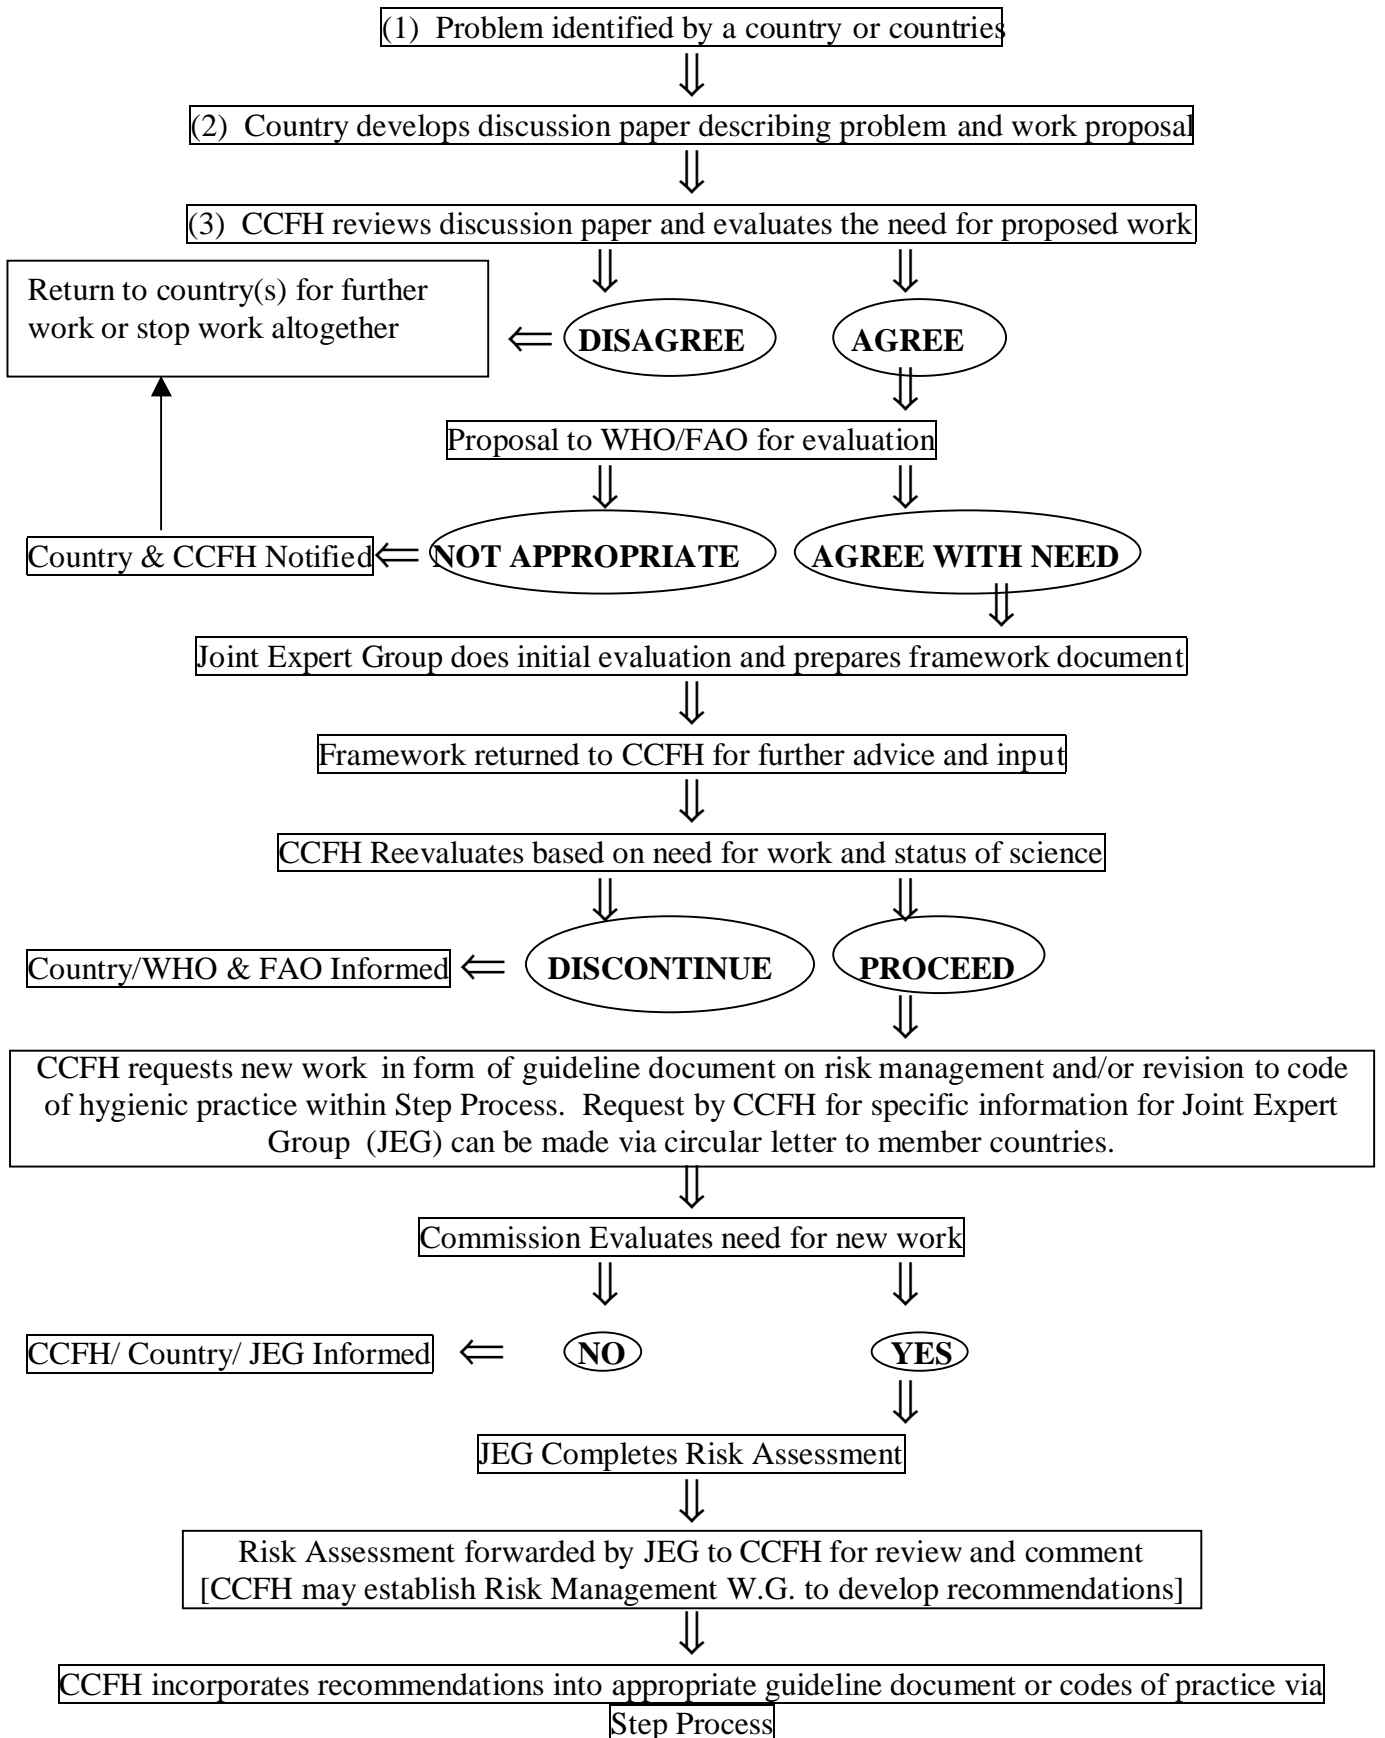 (1) Problem identified by a country or countries
(2) Country develops discussion paper describing problem and work proposal
(3) CCFH reviews discussion paper and evaluates the need for proposed work
Return to country(s) for further
work or stop work altogether
DISAGREE
AGREE
Proposal to WHO/FAO for evaluation
Country & CCFH Notified
NOT APPROPRIATE
AGREE WITH NEED
Joint Expert Group does initial evaluation and prepares framework document
Framework returned to CCFH for further advice and input
CCFH Reevaluates based on need for work and status of science
Country/WHO & FAO Informed
DISCONTINUE
PROCEED
CCFH requests new work in form of guideline document on risk management and/or revision to code
of hygienic practice within Step Process. Request by CCFH for specific information for Joint Expert
Group (JEG) can be made via circular letter to member countries.
Commission Evaluates need for new work
CCFH/ Country/ JEG Informed
NO
YES
JEG Completes Risk Assessment
Risk Assessment forwarded by JEG to CCFH for review and comment
[CCFH may establish Risk Management W.G. to develop recommendations]
CCFH incorporates recommendations into appropriate guideline document or codes of practice via
Step Process